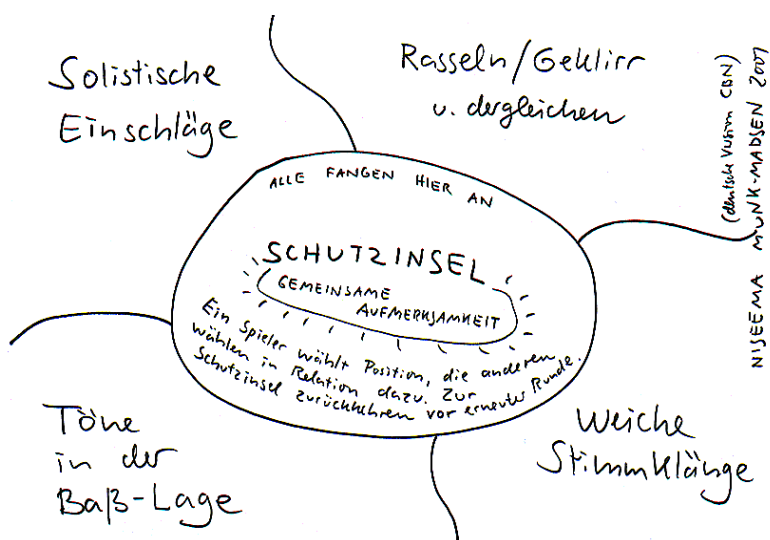 Solistische
Einschläge
Rasseln/Geklirr
u. dergleichen
(deutsche Version CBN)
NISEEMA MUNK-MADSEN 2001
ALLE FANGEN HIER AN
SCHUTZINSEL
GEMEINSAME
AUFMERKSAMKEIT
Ein Spieler wählt Position, die anderen
wählen in Relation dazu. Zur
Schutzinsel zurückkehren vor erneuter Runde.
Töne
in der
Baß-Lage
Weiche
Stimmklänge